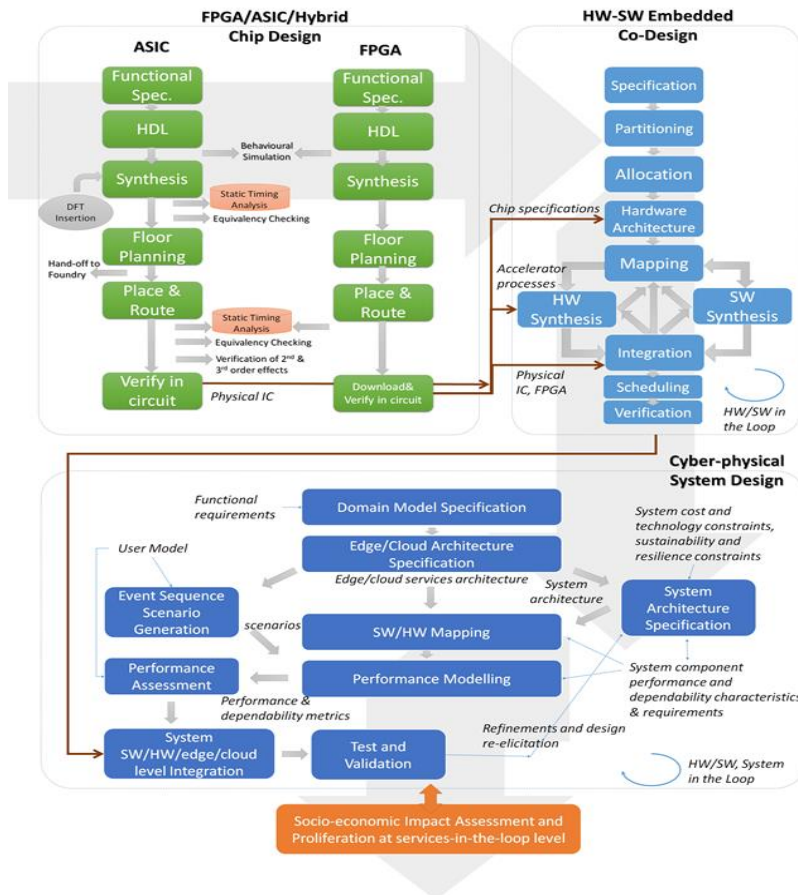 FPGA/ASIC/Hybrid
Chip Design
ASIC
FPGA
Functional
Spec.
HDL
Synthesis
DFT
Insertion
Floor
Planning
Hand-off to
Foundry
Place &
Route
Verify in
circuit
Behavioural
Simulation
Static Timing
Analysis
Equivalency Checking
Static Timing
Analysis
Equivalency Checking
Verification of 2nd &
3rd order effects
Physical IC
Functional
Spec.
HDL
Synthesis
Floor
Planning
Place &
Route
Download&
Verify in circuit
HW-SW Embedded
Co-Design
Specification
Partitioning
Allocation
Chip specifications
Hardware
Architecture
Mapping
Accelerator
processes
HW
Synthesis
SW
Synthesis
Integration
Physical
IC, FPGA
Scheduling
Verification
HW/SW in
the Loop
Cyber-physical
System Design
Functional
requirements
Domain Model Specification
System cost and
technology constraints,
sustainability and
resilience constraints
User Model
Edge/Cloud Architecture
Specification
Edge/cloud services architecture
System
architecture
System
Architecture
Specification
Event Sequence
Scenario
Generation
scenarios
SW/HW Mapping
Performance
Assessment
Performance Modelling
System component
performance and
dependability characteristics
& requirements
Performance &
dependability metrics
Refinements and design
re-elicitation
System
SW/HW/edge/cloud
level Integration
Test and
Validation
HW/SW, System
in the Loop
Socio-economic Impact Assessment and
Proliferation at services-in-the-loop level